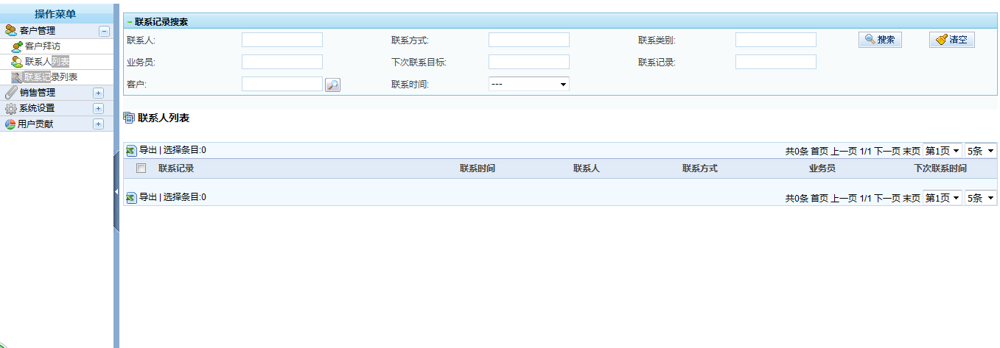 操作菜单
客户管理
客户拜访
联系人列表
联系记录列表
销售管理
系统设置
用户贡献
联系记录搜索
联系人: 联系方式: 联系类别: 搜索 清空
业务员: 下次联系目标: 联系记录:
客户: 联系时间: ---
联系人列表
导出 | 选择条目:0 共0条 首页 上一页 1/1 下一页 末页 第1页 5条
联系记录 联系时间 联系人 联系方式 业务员 下次联系时间
导出 | 选择条目:0 共0条 首页 上一页 1/1 下一页 末页 第1页 5条